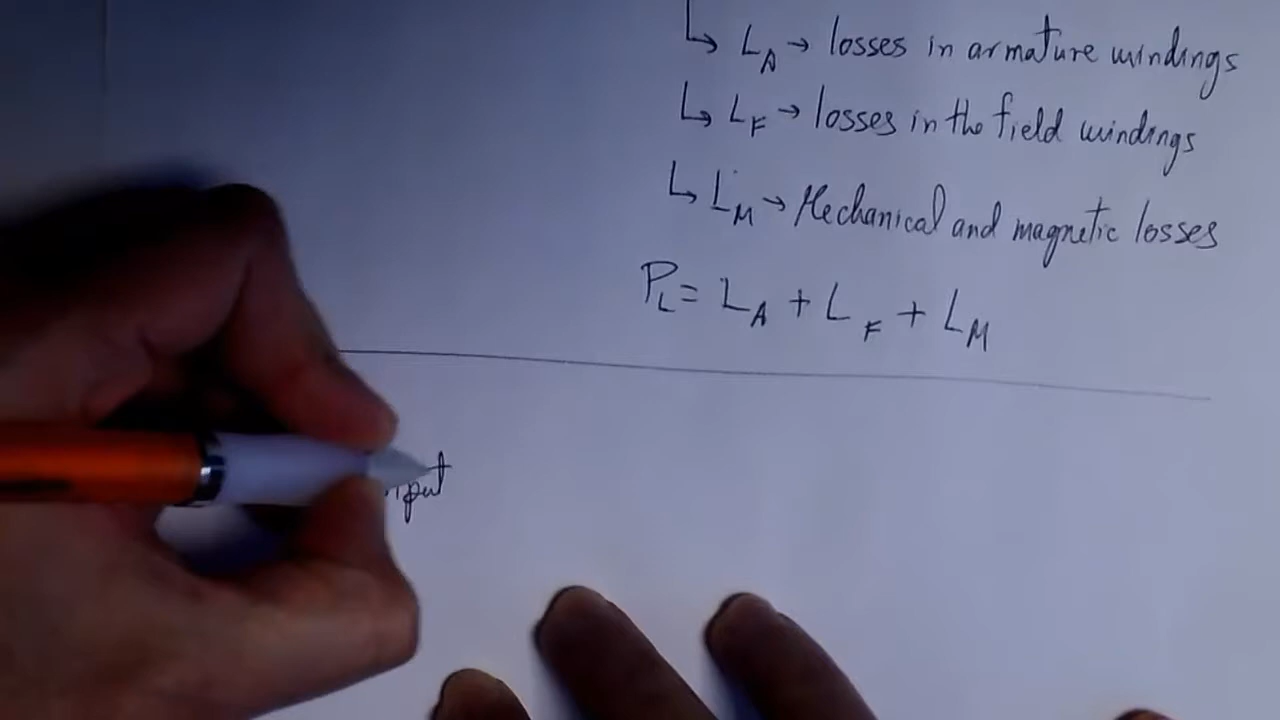 ↳ L_A → losses in armature windings
↳ L_F → losses in the field windings
↳ L_M → Mechanical and magnetic losses
P_L = L_A + L_F + L_M